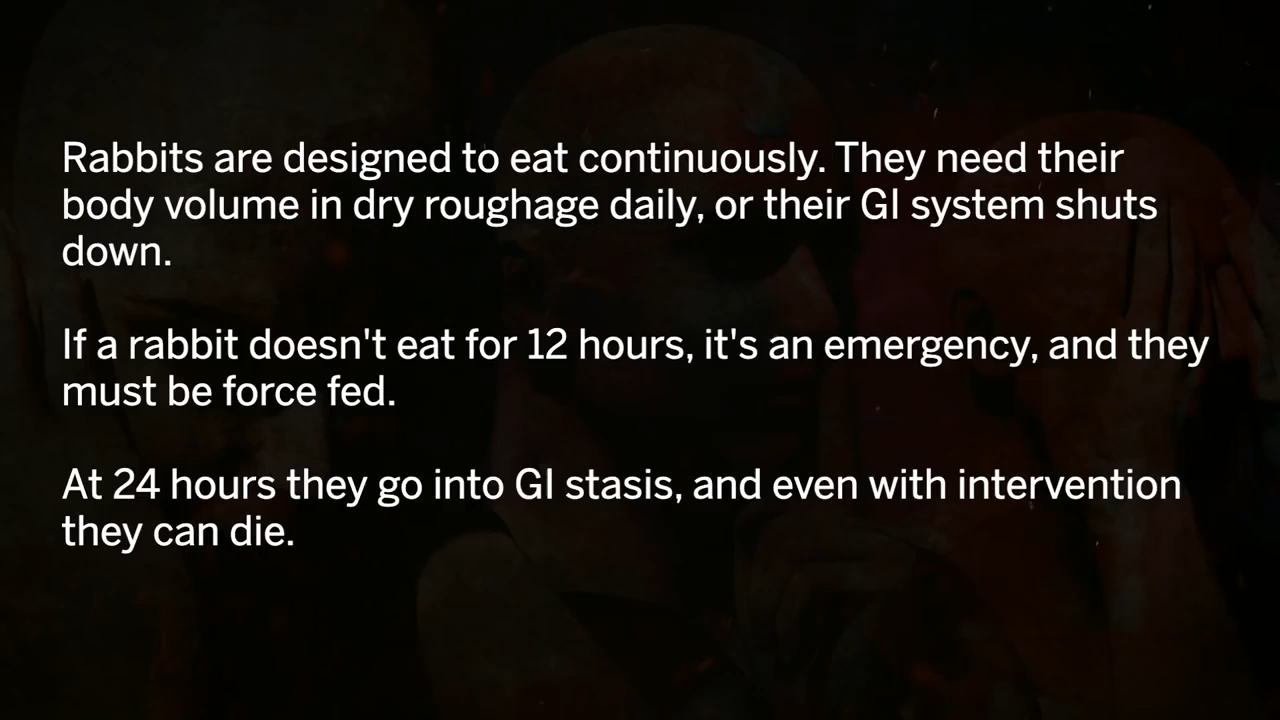 Rabbits are designed to eat continuously. They need their
body volume in dry roughage daily, or their GI system shuts
down.
If a rabbit doesn't eat for 12 hours, it's an emergency, and they
must be force fed.
At 24 hours they go into GI stasis, and even with intervention
they can die.